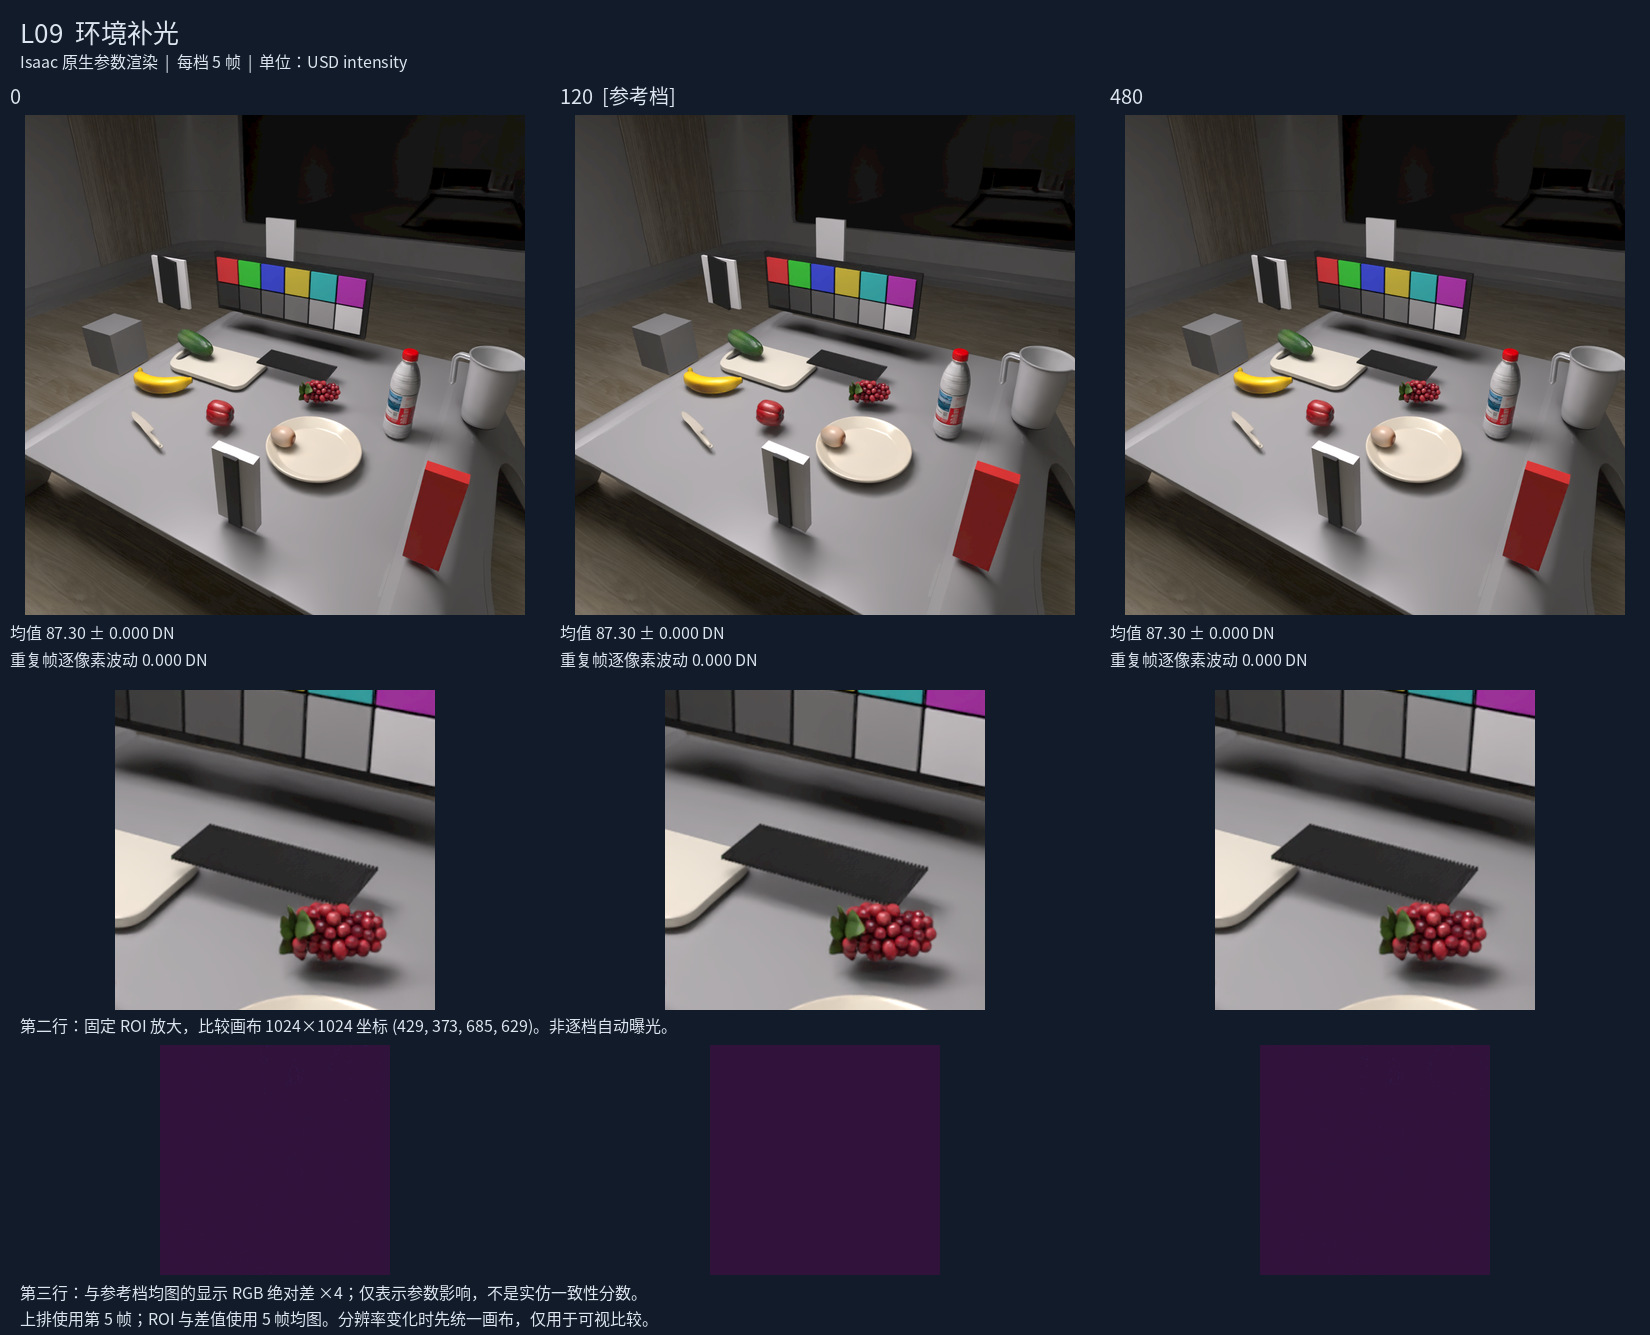 L09 环境补光
Isaac 原生参数渲染 | 每档 5 帧 | 单位：USD intensity
0
120 [参考档]
480
均值 87.30 ± 0.000 DN
重复帧逐像素波动 0.000 DN
均值 87.30 ± 0.000 DN
重复帧逐像素波动 0.000 DN
均值 87.30 ± 0.000 DN
重复帧逐像素波动 0.000 DN
第二行：固定 ROI 放大，比较画布 1024×1024 坐标 (429, 373, 685, 629)。非逐档自动曝光。
第三行：与参考档均图的显示 RGB 绝对差 ×4；仅表示参数影响，不是实仿一致性分数。
上排使用第 5 帧；ROI 与差值使用 5 帧均图。分辨率变化时先统一画布，仅用于可视比较。